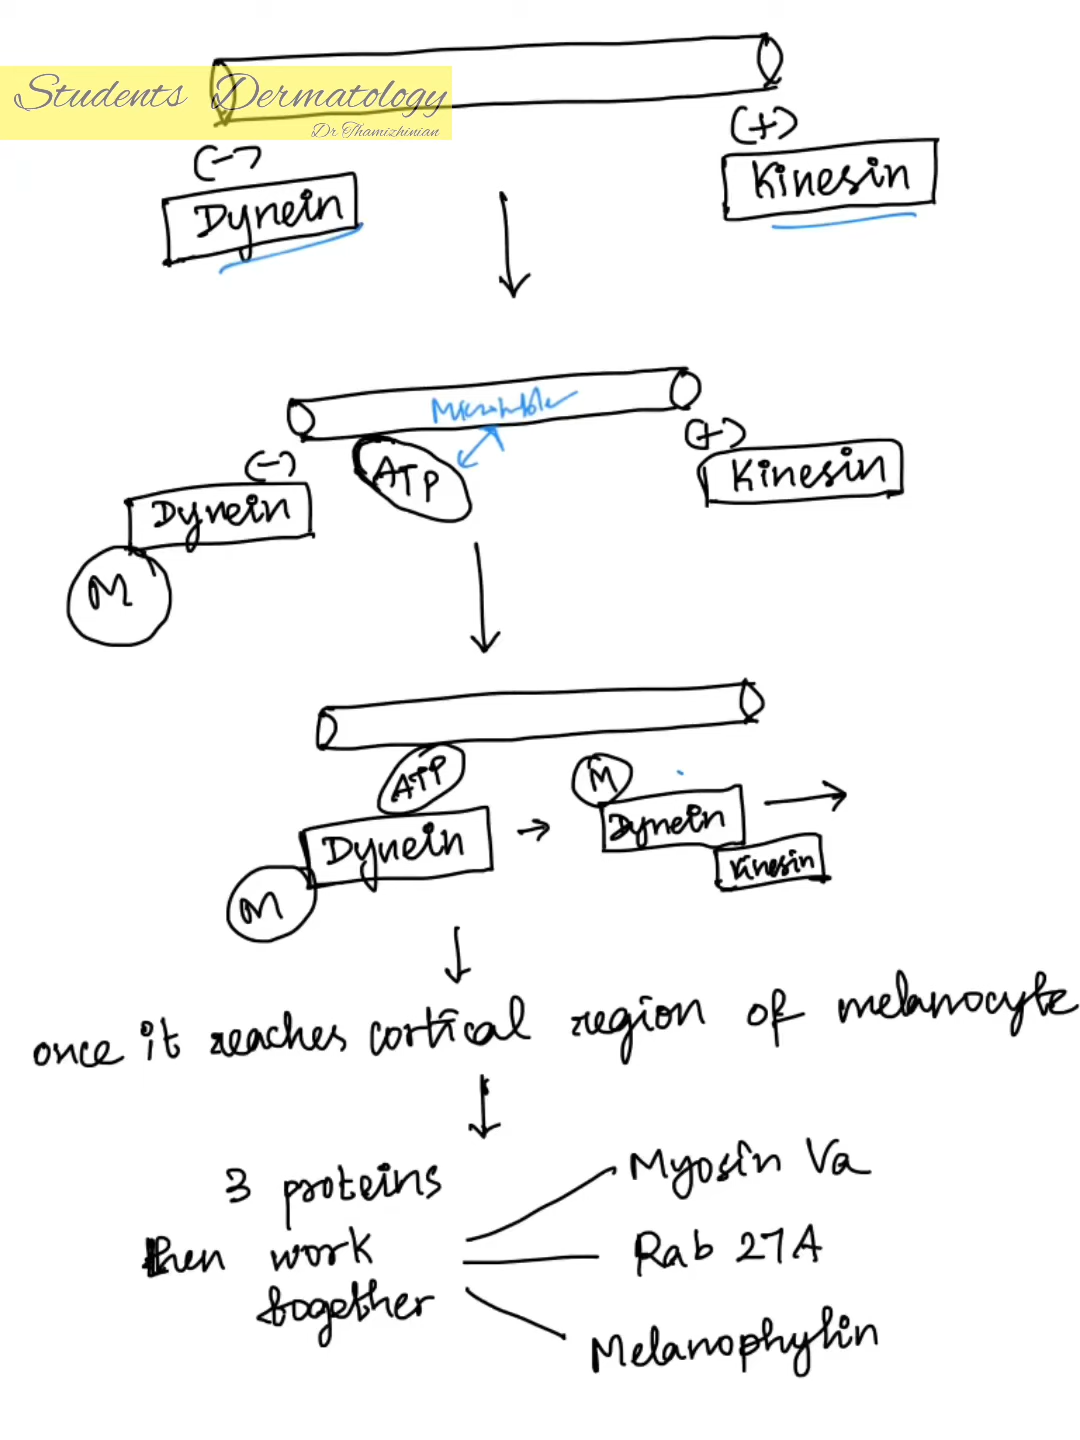 Students Dermatology
Dr Thamizhinian
(-)
(+)
Dynein
Kinesin
Microtubule
(-)
ATP
(+)
Dynein
Kinesin
M
ATP
M
Dynein
Dynein
Kinesin
M
once it reaches cortical region of melanocyte
3 proteins
then work
together
Myosin Va
Rab 27A
Melanophylin